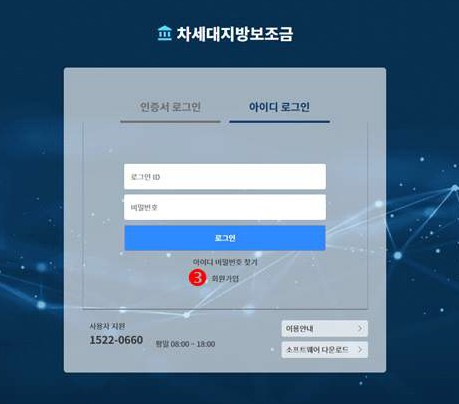 차세대지방보조금
인증서 로그인 아이디 로그인
로그인 ID
비밀번호
로그인
아이디 비밀번호 찾기
3 회원가입
사용자 지원
1522-0660 평일 08:00 ~ 18:00
이용안내
소프트웨어 다운로드